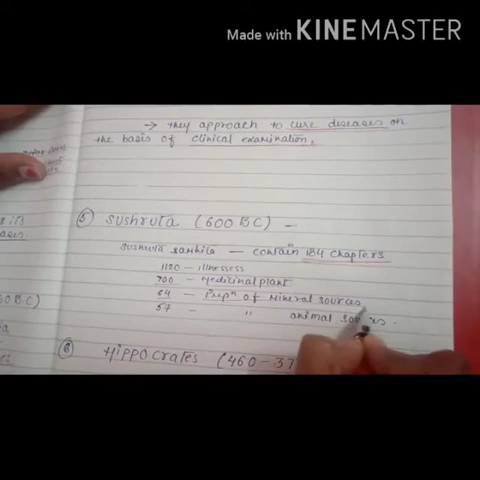 Made with KINEMASTER
→ they approach to cure diseases on
the basis of clinical examination.
5 Sushruta (600 BC) -
Sushruta samhita - contain 184 chapters
1120 - illnessess
700 - Medicinal plant
64 - Prepn of Mineral sources
57 - " animal
6 Hippocrates (460-37